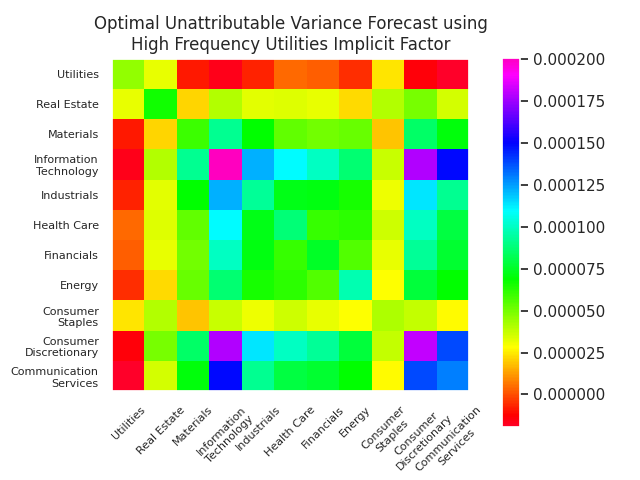 Optimal Unattributable Variance Forecast using
High Frequency Utilities Implicit Factor
Utilities
Real Estate
Materials
Information
Technology
Industrials
Health Care
Financials
Energy
Consumer
Staples
Consumer
Discretionary
Communication
Services
0.000200
0.000175
0.000150
0.000125
0.000100
0.000075
0.000050
0.000025
0.000000
Utilities
Real Estate
Materials
Information
Technology
Industrials
Health Care
Financials
Energy
Consumer
Staples
Consumer
Discretionary
Communication
Services